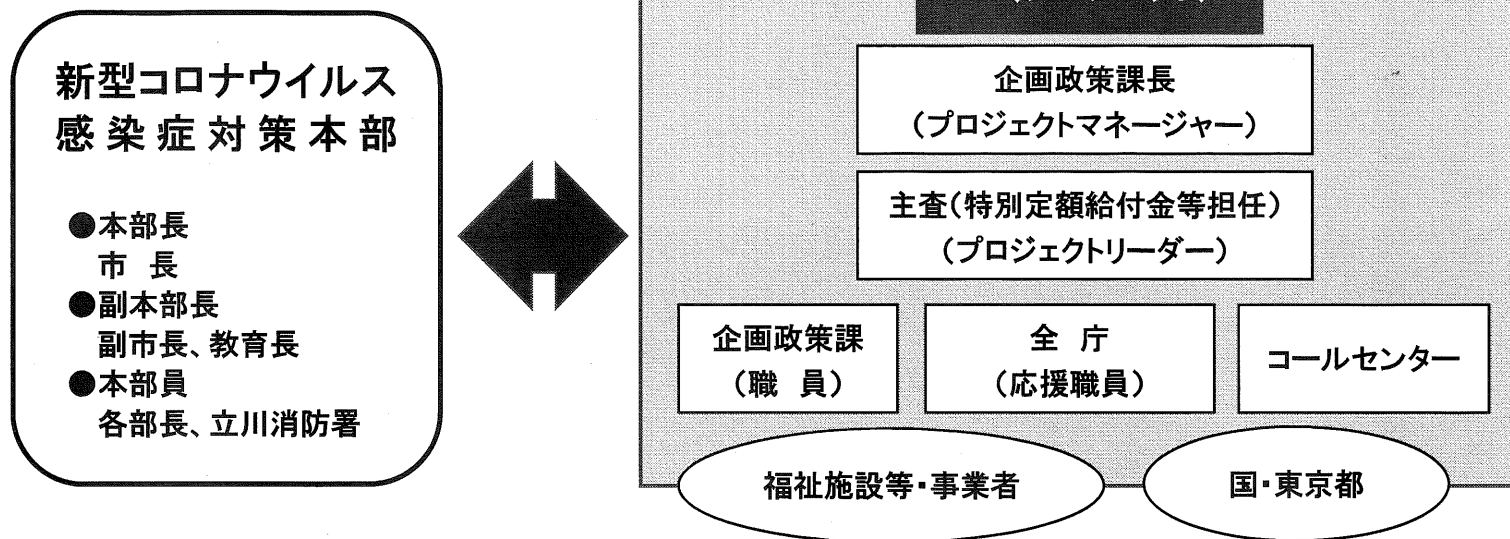 新型コロナウイルス
感染症対策本部
●本部長
市 長
●副本部長
副市長、教育長
●本部員
各部長、立川消防署
企画政策課長
(プロジェクトマネージャー)
主査(特別定額給付金等担任)
(プロジェクトリーダー)
企画政策課
(職 員)
全 庁
(応援職員)
コールセンター
福祉施設等・事業者
国・東京都